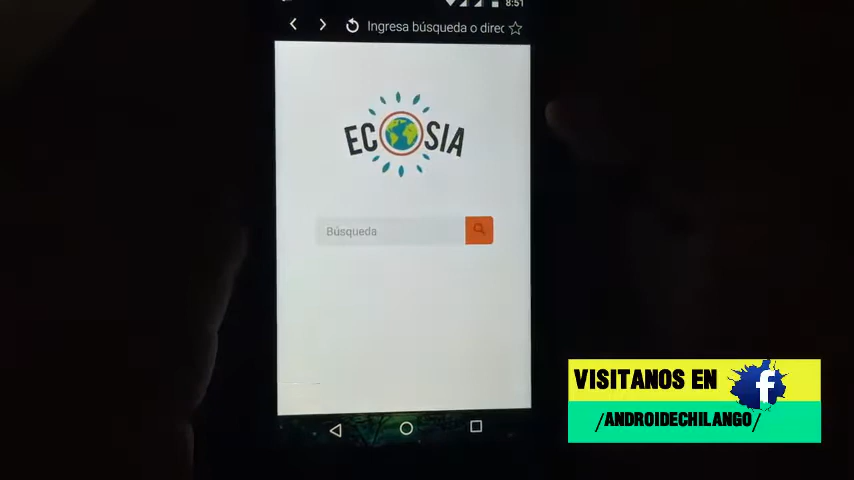 8:51
Ingresa búsqueda o direc
ECOSIA
Búsqueda
VISITANOS EN f
/ANDROIDECHILANGO/